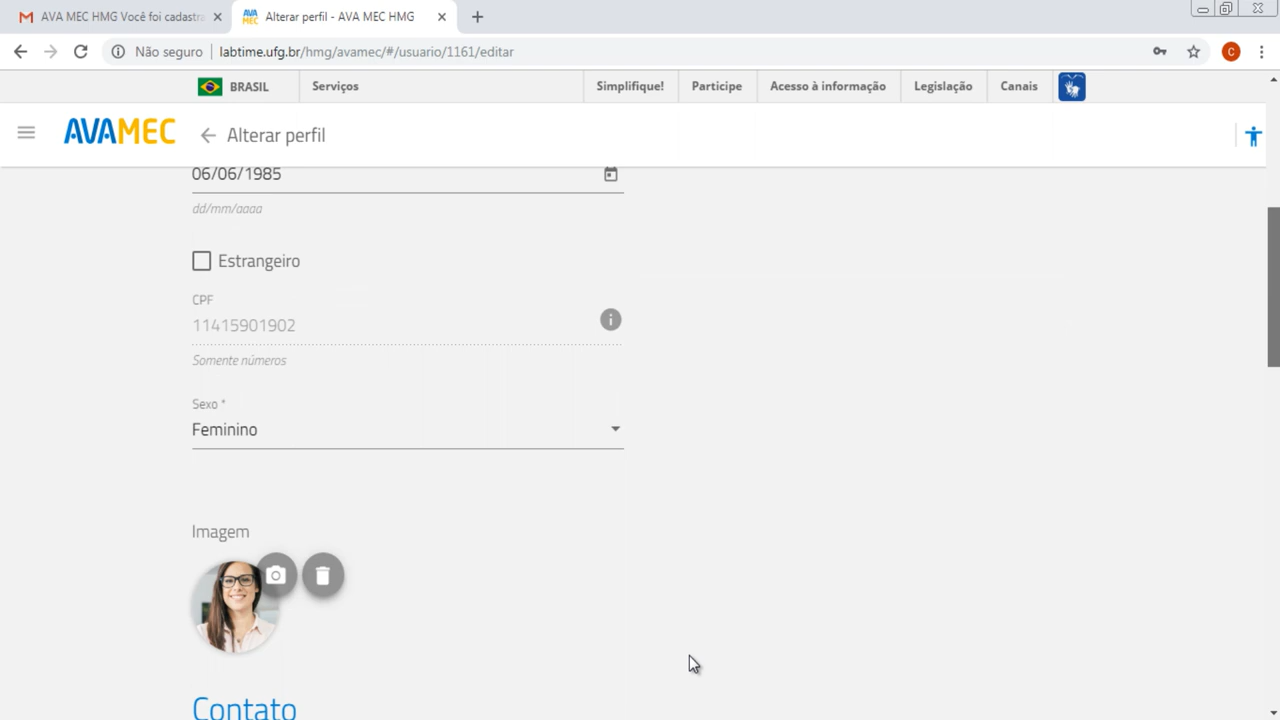 AVA MEC HMG Você foi cadastra
Alterar perfil - AVA MEC HMG
Não seguro
labtime.ufg.br/hmg/avamec/#/usuario/1161/editar
C
BRASIL
Serviços
Simplifique!
Participe
Acesso à informação
Legislação
Canais
AVAMEC
Alterar perfil
06/06/1985
dd/mm/aaaa
Estrangeiro
CPF
11415901902
Somente números
Sexo *
Feminino
Imagem
Contato